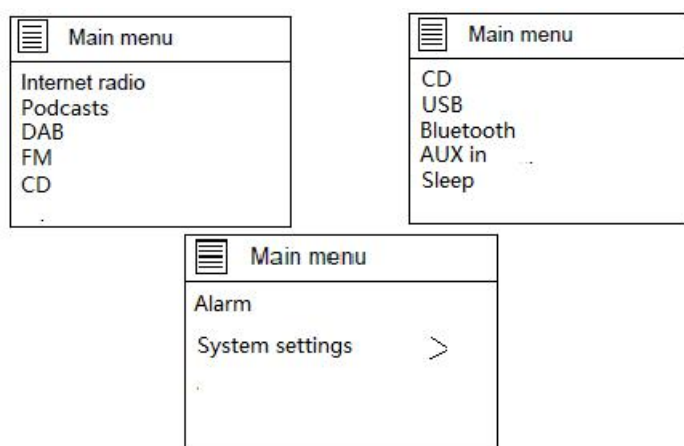 Main menu
Internet radio
Podcasts
DAB
FM
CD
Main menu
CD
USB
Bluetooth
AUX in
Sleep
Main menu
Alarm
System settings >